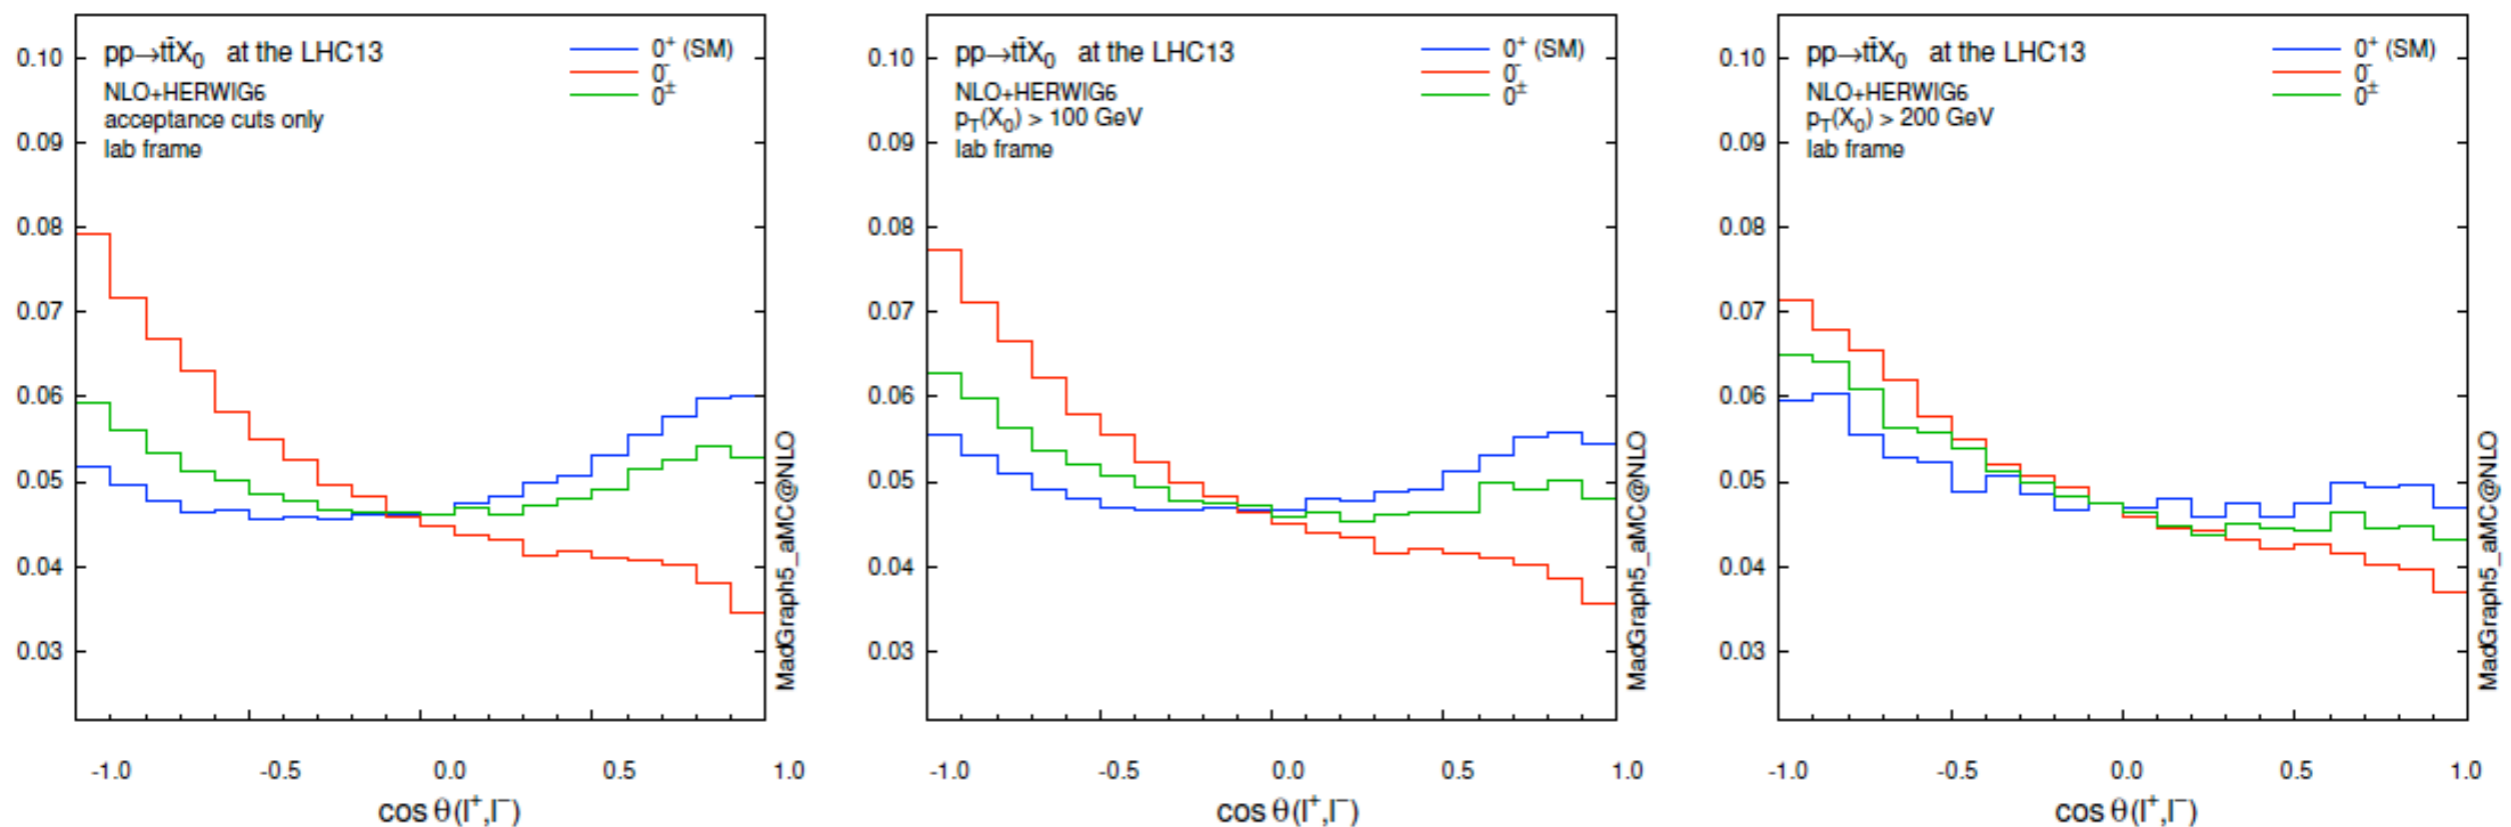 pp→tt̄X₀ at the LHC13
NLO+HERWIG6
acceptance cuts only
lab frame
0⁺ (SM)
0⁻
0±
0.10
0.09
0.08
0.07
0.06
0.05
0.04
0.03
-1.0 -0.5 0.0 0.5 1.0
cos θ(l⁺,l⁻)
MadGraph5_aMC@NLO
pp→tt̄X₀ at the LHC13
NLO+HERWIG6
p_T(X₀) > 100 GeV
lab frame
0⁺ (SM)
0⁻
0±
0.10
0.09
0.08
0.07
0.06
0.05
0.04
0.03
-1.0 -0.5 0.0 0.5 1.0
cos θ(l⁺,l⁻)
MadGraph5_aMC@NLO
pp→tt̄X₀ at the LHC13
NLO+HERWIG6
p_T(X₀) > 200 GeV
lab frame
0⁺ (SM)
0⁻
0±
0.10
0.09
0.08
0.07
0.06
0.05
0.04
0.03
-1.0 -0.5 0.0 0.5 1.0
cos θ(l⁺,l⁻)
MadGraph5_aMC@NLO